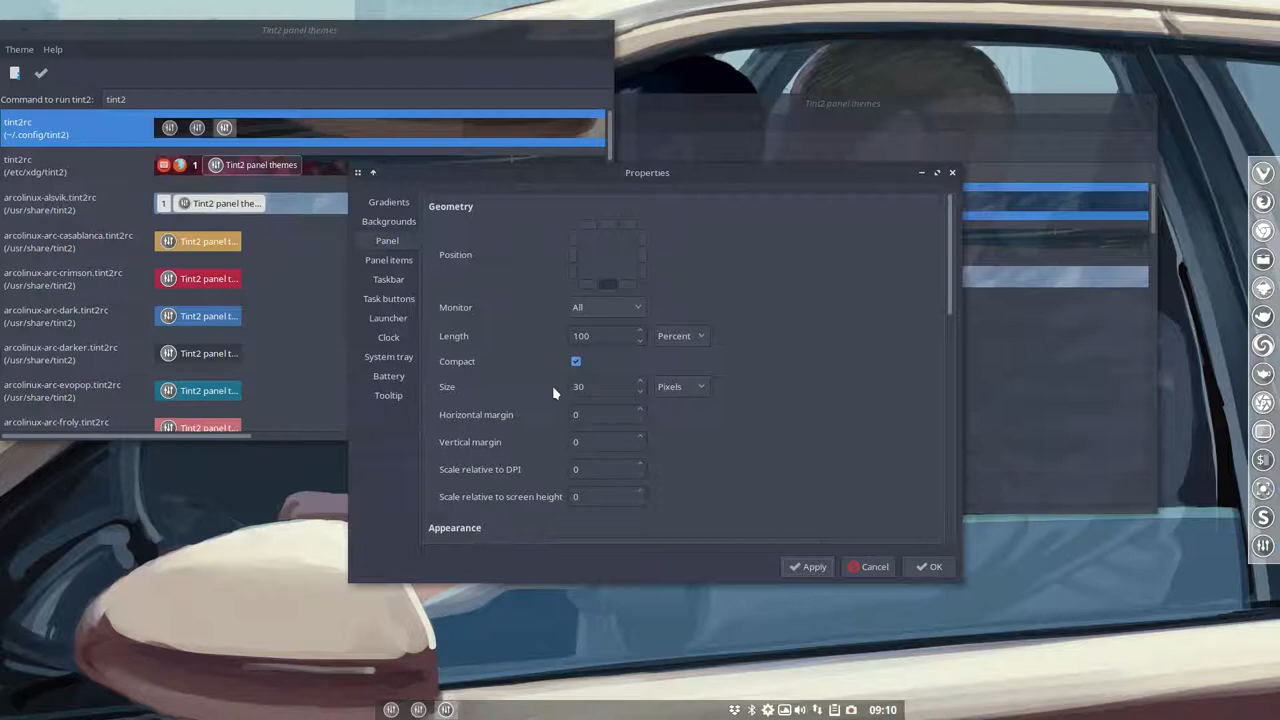 Tint2 panel themes
Theme
Help
Command to run tint2:
tint2
tint2rc
(~/.config/tint2)
tint2rc
(/etc/xdg/tint2)
1
Tint2 panel themes
arcolinux-alsvik.tint2rc
(/usr/share/tint2)
1
Tint2 panel the...
arcolinux-arc-casablanca.tint2rc
(/usr/share/tint2)
Tint2 panel t...
arcolinux-arc-crimson.tint2rc
(/usr/share/tint2)
Tint2 panel t...
arcolinux-arc-dark.tint2rc
(/usr/share/tint2)
Tint2 panel t...
arcolinux-arc-darker.tint2rc
(/usr/share/tint2)
Tint2 panel t...
arcolinux-arc-evopop.tint2rc
(/usr/share/tint2)
Tint2 panel t...
arcolinux-arc-froly.tint2rc
Tint2 panel t...
Tint2 panel themes
Properties
Gradients
Backgrounds
Panel
Panel items
Taskbar
Task buttons
Launcher
Clock
System tray
Battery
Tooltip
Geometry
Position
Monitor
All
Length
100
Percent
Compact
Size
30
Pixels
Horizontal margin
0
Vertical margin
0
Scale relative to DPI
0
Scale relative to screen height
0
Appearance
Apply
Cancel
OK
S
09:10